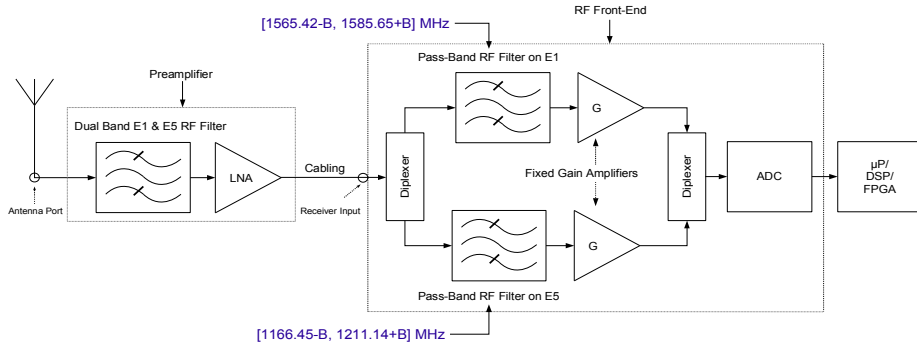 [1565.42-B, 1585.65+B] MHz
RF Front-End
Pass-Band RF Filter on E1
Preamplifier
Dual Band E1 & E5 RF Filter
G
LNA
Cabling
Diplexer
Fixed Gain Amplifiers
Diplexer
ADC
µP/
DSP/
FPGA
Antenna Port
Receiver Input
G
Pass-Band RF Filter on E5
[1166.45-B, 1211.14+B] MHz